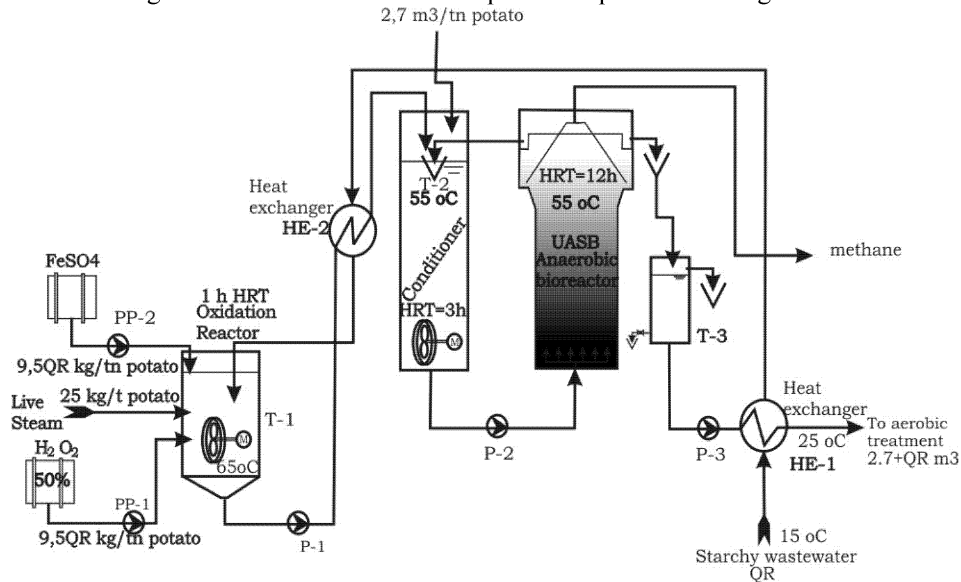 2,7 m3/tn potato
Heat
exchanger
HE-2
T-2
55 oC
Conditioner
HRT=3h
M
HRT=12h
55 oC
UASB
Anaerobic
bioreactor
methane
FeSO4
PP-2
9,5QR kg/tn potato
1 h HRT
Oxidation
Reactor
25 kg/t potato
Live
Steam
T-1
M
65oC
H2 O2
50%
PP-1
9,5QR kg/tn potato
P-1
P-2
T-3
P-3
Heat
exchanger
25 oC
HE-1
To aerobic
treatment
2.7+QR m3
15 oC
Starchy wastewater
QR